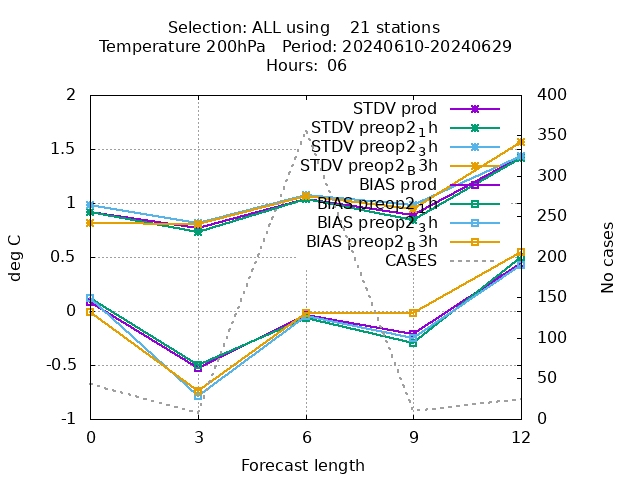 Selection: ALL using 21 stations
Temperature 200hPa Period: 20240610-20240629
Hours: 06
2
1.5
1
0.5
0
-0.5
-1
deg C
400
350
300
250
200
150
100
50
0
No cases
STDV prod
STDV preop2₁h
STDV preop2₃h
STDV preop2_B3h
BIAS prod
BIAS preop2₁h
BIAS preop2₃h
BIAS preop2_B3h
CASES
0 3 6 9 12
Forecast length